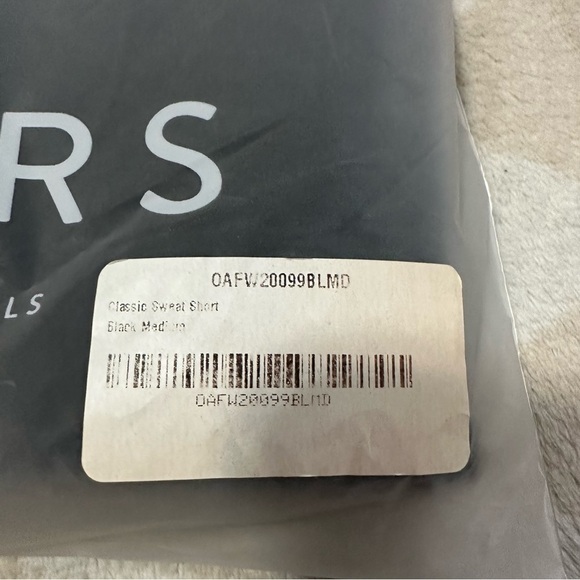 RS
LS
OAFW20099BLMD
Classic Sweat Short
Black Medium
OAFW20099BLMD